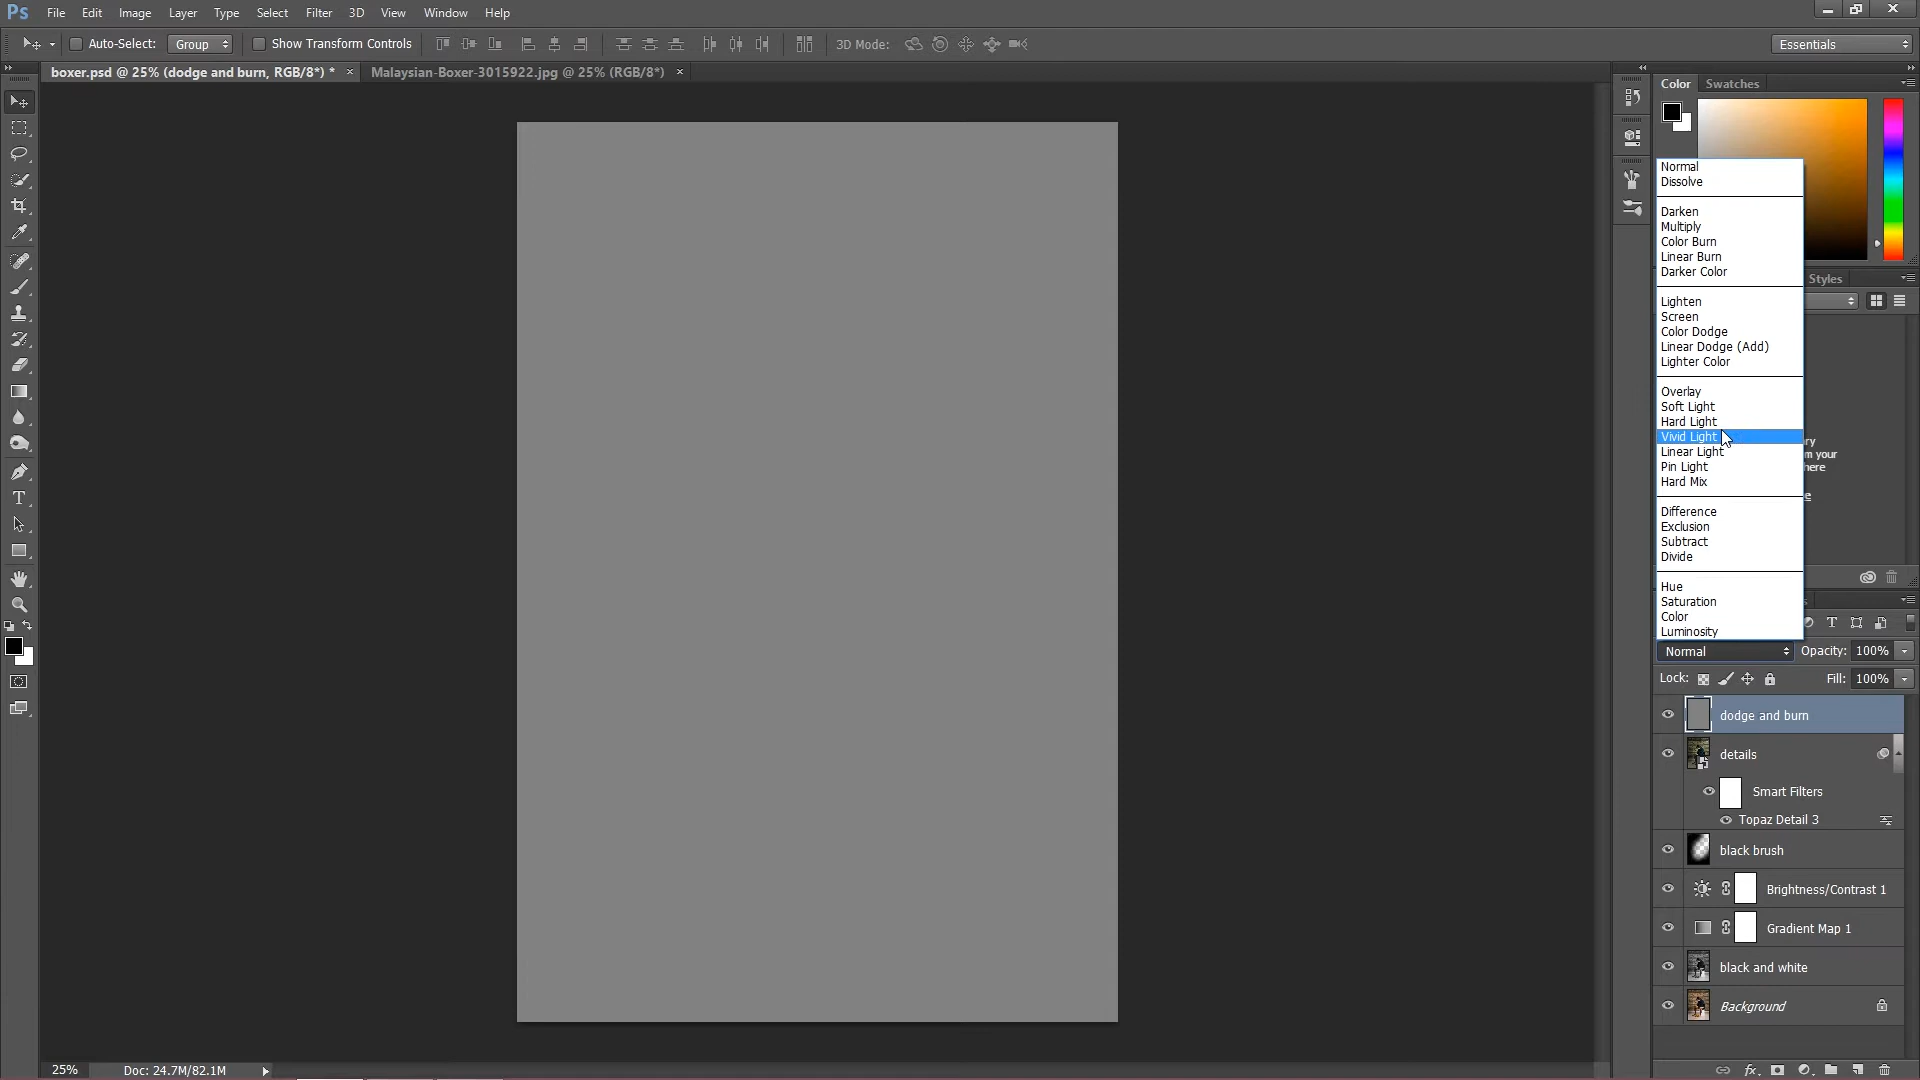 Ps File Edit Image Layer Type Select Filter 3D View Window Help
Auto-Select: Group Show Transform Controls 3D Mode: Essentials
boxer.psd @ 25% (dodge and burn, RGB/8*) * × Malaysian-Boxer-3015922.jpg @ 25% (RGB/8*) ×
Color Swatches
Normal
Dissolve
Darken
Multiply
Color Burn
Linear Burn
Darker Color
Styles
Lighten
Screen
Color Dodge
Linear Dodge (Add)
Lighter Color
Overlay
Soft Light
Hard Light
Vivid Light
Linear Light
Pin Light
Hard Mix
Difference
Exclusion
Subtract
Divide
Hue
Saturation
Color
Luminosity
Normal Opacity: 100%
Lock: Fill: 100%
dodge and burn
details
Smart Filters
Topaz Detail 3
black brush
Brightness/Contrast 1
Gradient Map 1
black and white
Background
25% Doc: 24.7M/82.1M